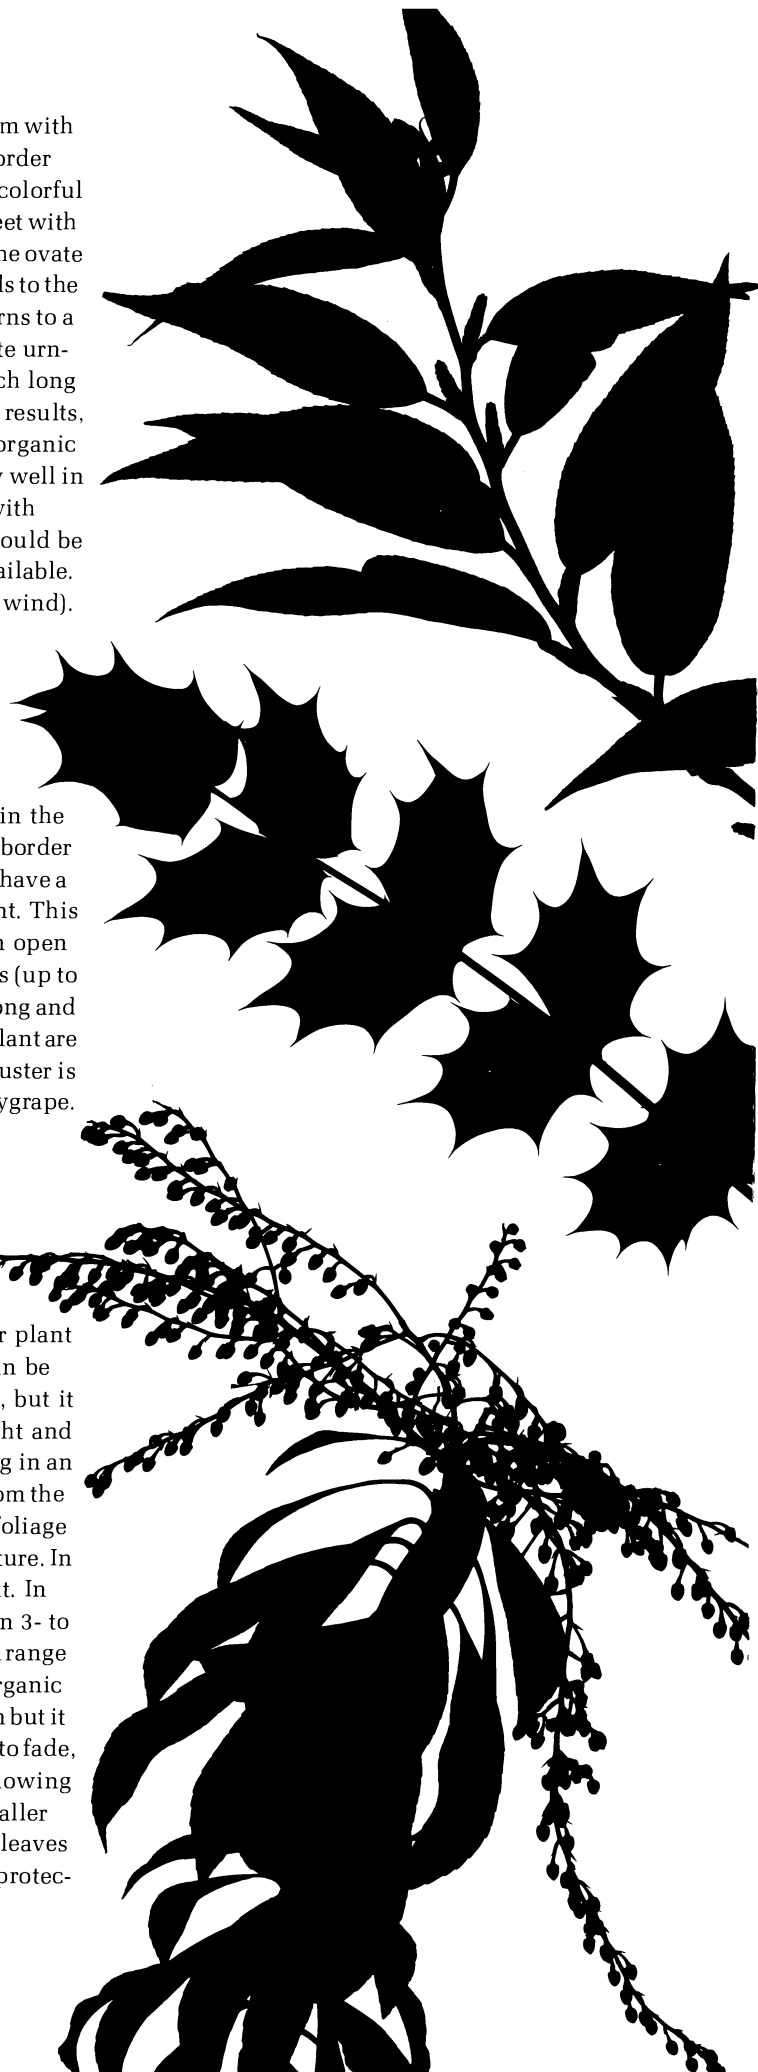 m with
order
colorful
eet with
he ovate
ls to the
rns to a
te urn-
ch long
results,
organic
y well in
with
ould be
ailable.
wind).
in the
border
have a
nt. This
n open
s (up to
ong and
lant are
uster is
ygrape.
r plant
n be
, but it
ht and
g in an
om the
foliage
ture. In
t. In
n 3- to
range
rganic
n but it
to fade,
lowing
aller
leaves
protec-